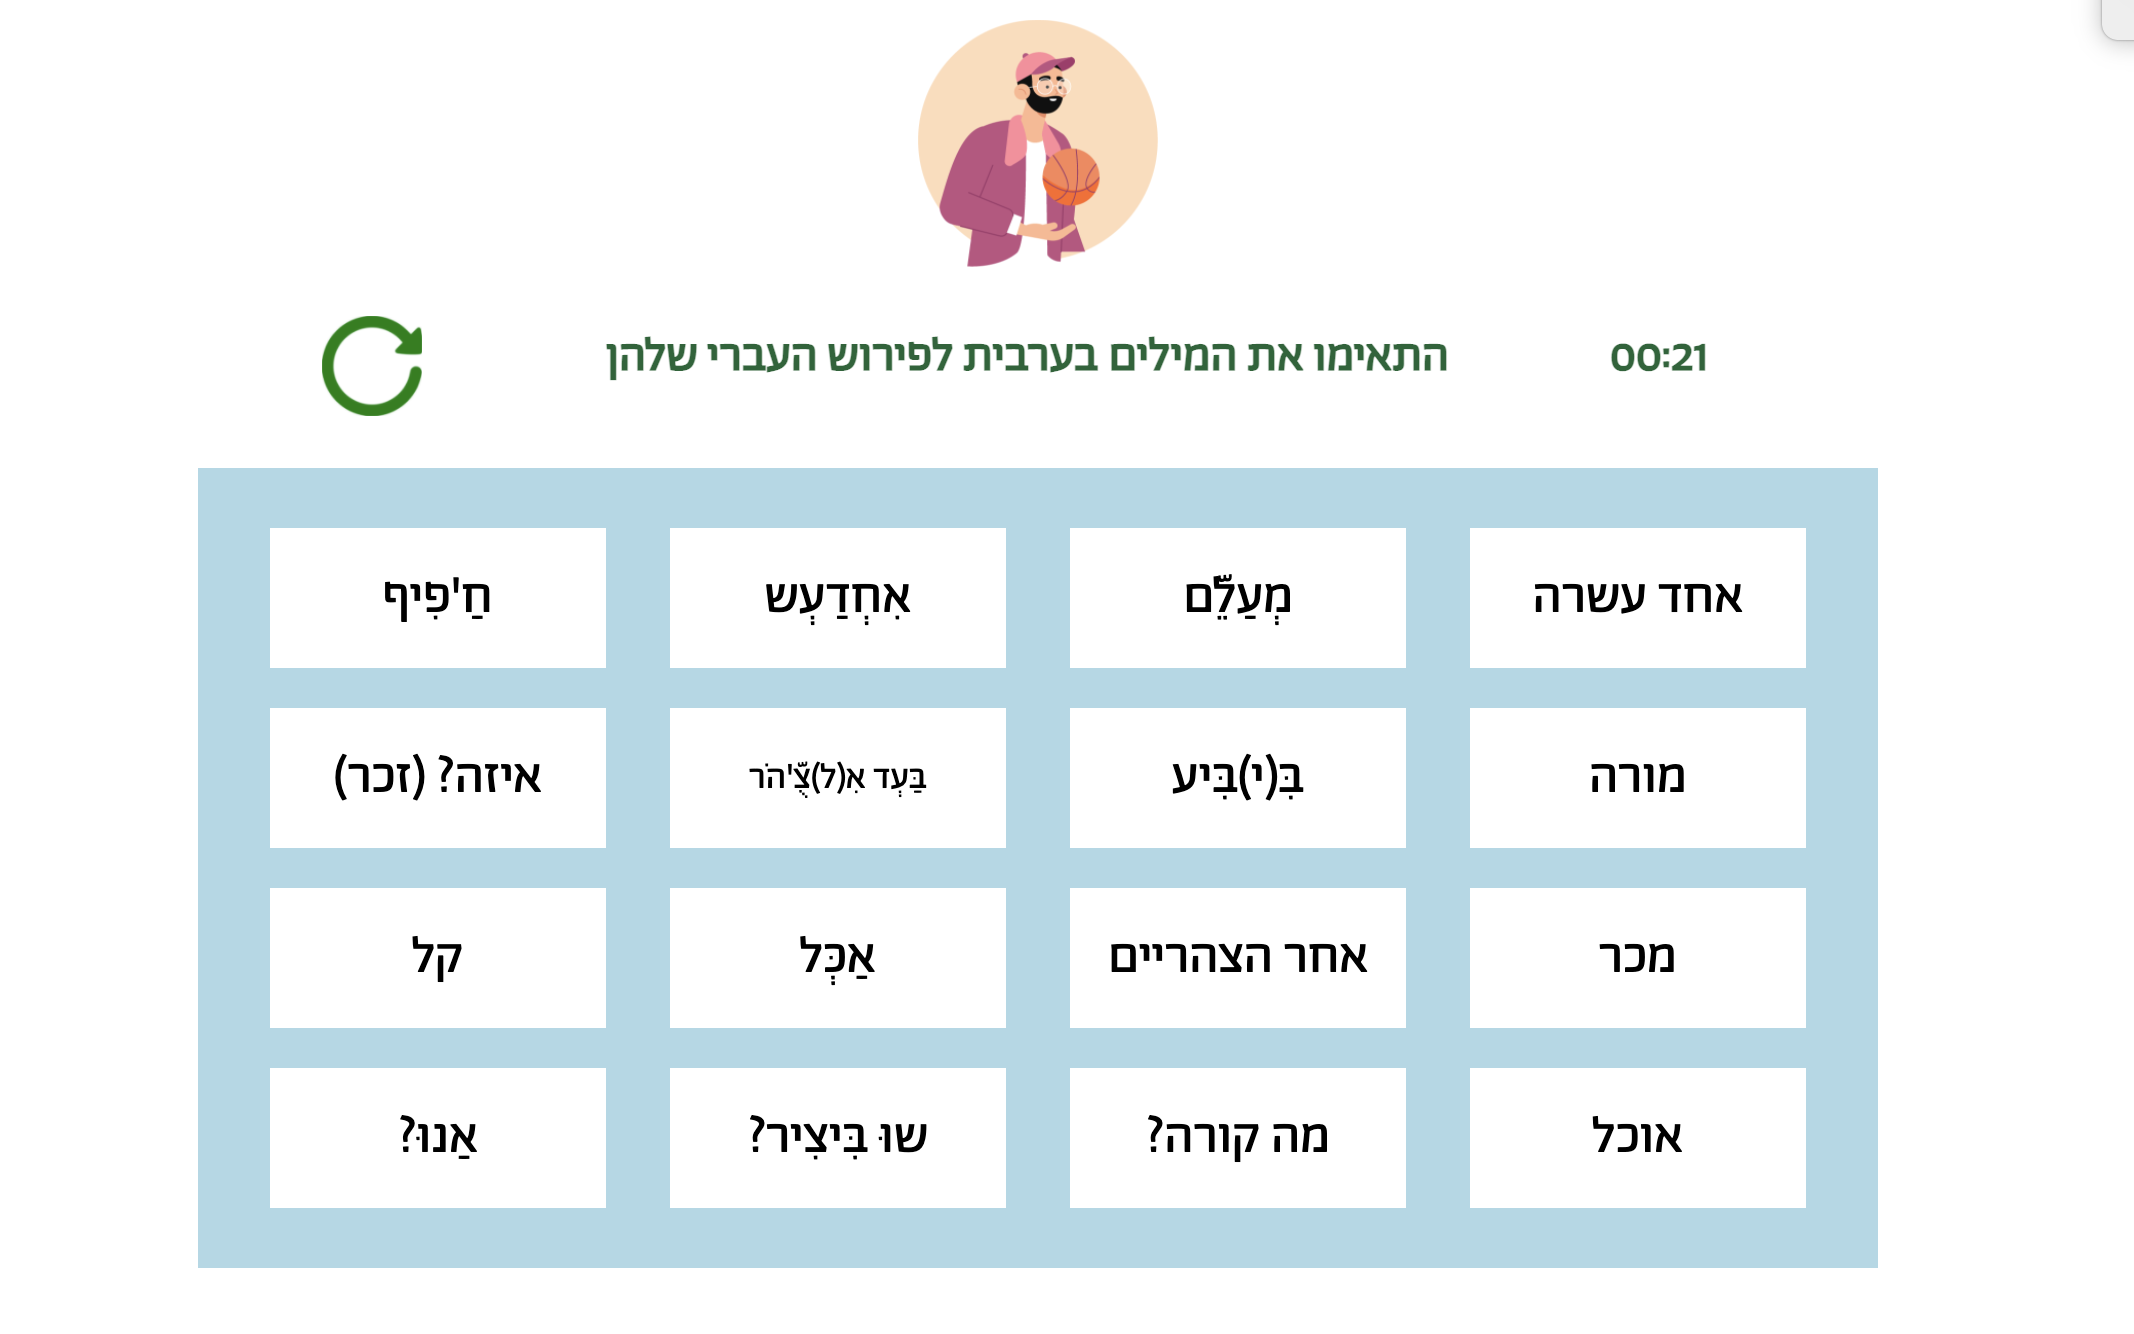 00:21
התאימו את המילים בערבית לפירוש העברי שלהן
אחד עשרה
מְעַלֵّם
אִחְדַעְש
חַ'פִיף
מורה
בִּ(י)בִּיע
בַּעְד אִ(ל)צֻّ'הֹר
איזה? (זכר)
מכר
אחר הצהריים
אַכְּל
קל
אוכל
מה קורה?
שוּ בִּיצִיר?
אַנוּ?